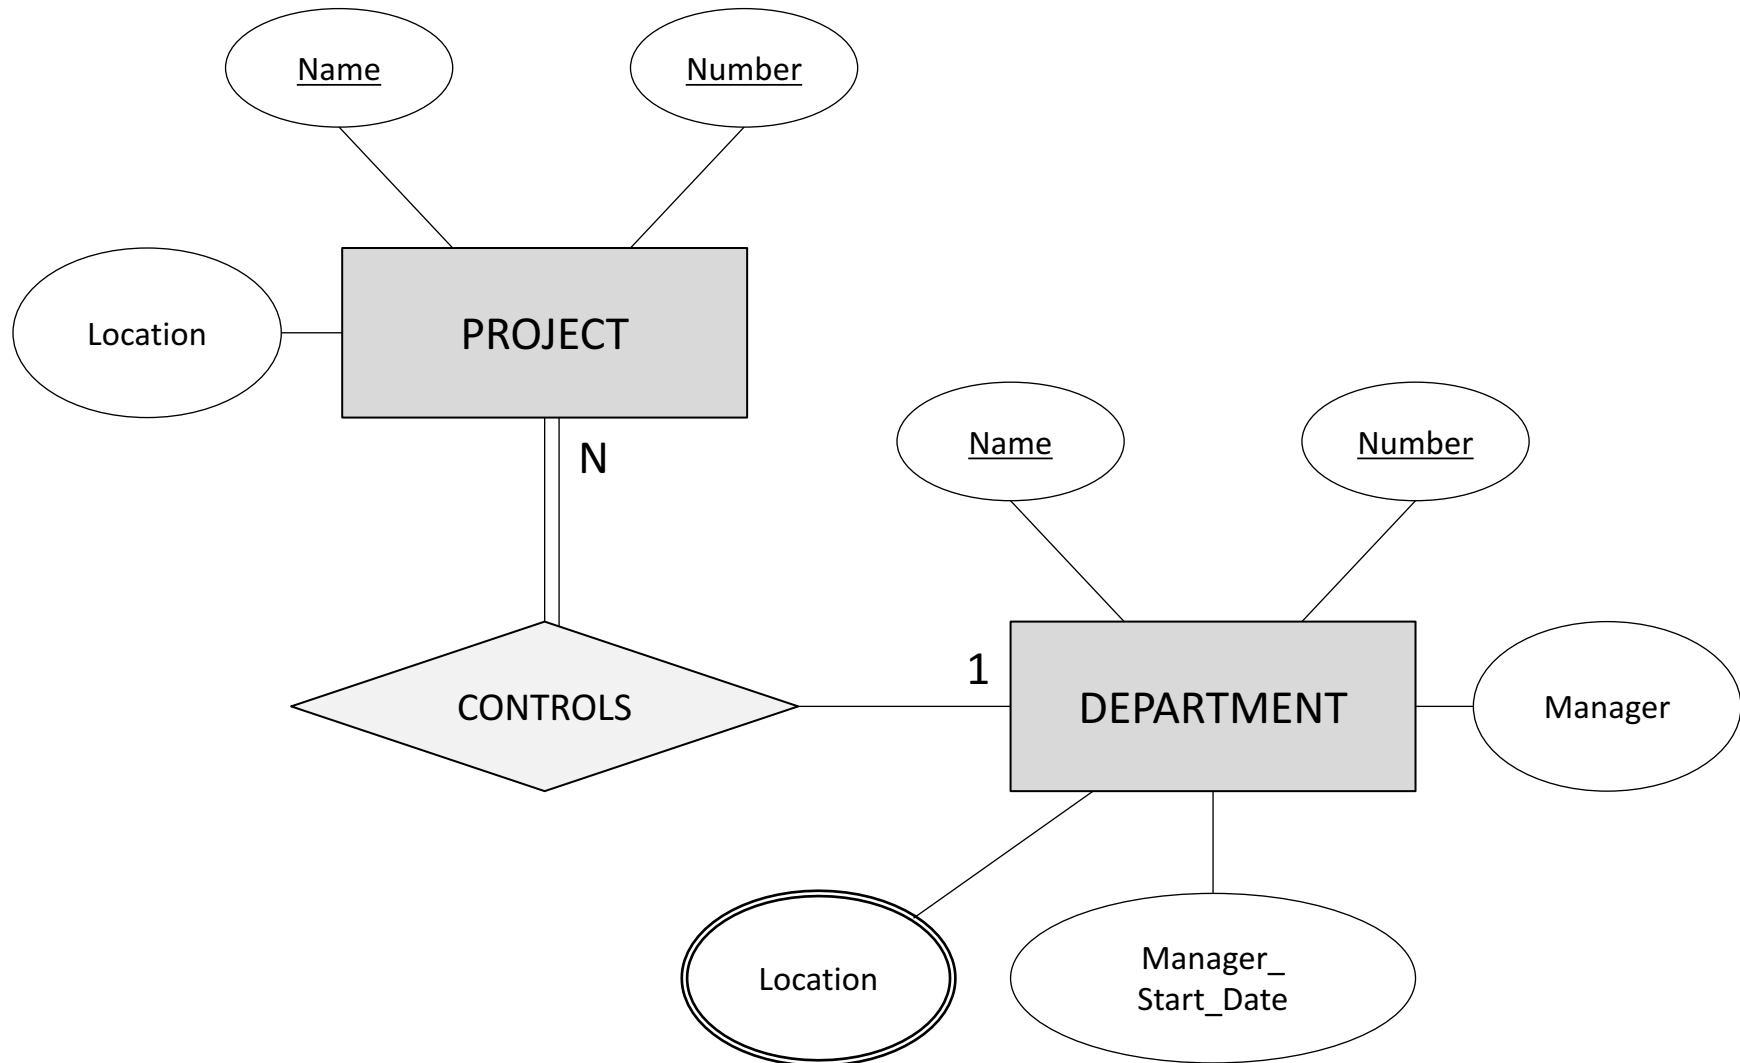 Name
Number
Location
PROJECT
N
Name
Number
1
CONTROLS
DEPARTMENT
Manager
Location
Manager_
Start_Date